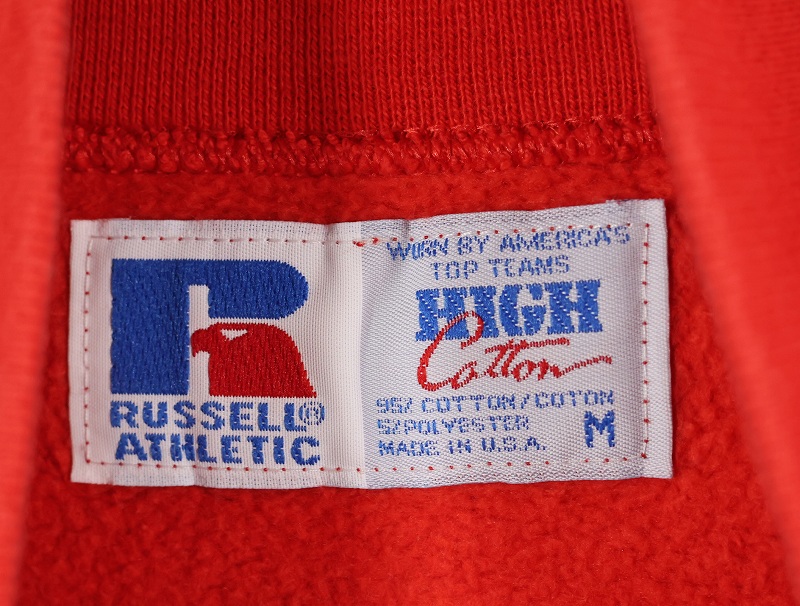 RUSSELL®
ATHLETIC
WORN BY AMERICA'S
TOP TEAMS
HIGH
Cotton
95% COTTON/COTON
5% POLYESTER
MADE IN U.S.A.
M